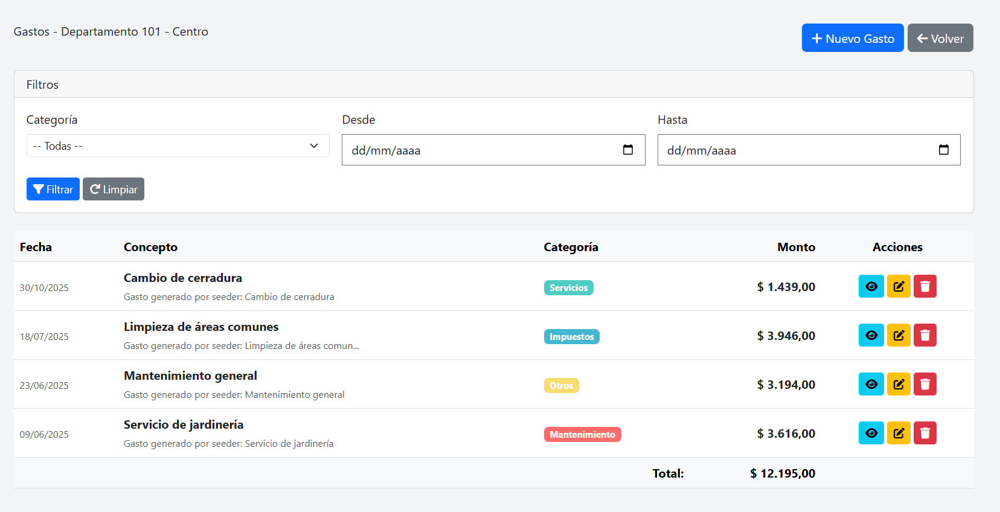 Gastos - Departamento 101 - Centro
Nuevo Gasto
Volver
Filtros
Categoría
Desde
Hasta
-- Todas --
dd/mm/aaaa
dd/mm/aaaa
Filtrar
Limpiar
Fecha Concepto Categoría Monto Acciones
30/10/2025 Cambio de cerradura Servicios $ 1.439,00
Gasto generado por seeder: Cambio de cerradura
18/07/2025 Limpieza de áreas comunes Impuestos $ 3.946,00
Gasto generado por seeder: Limpieza de áreas comun...
23/06/2025 Mantenimiento general Otros $ 3.194,00
Gasto generado por seeder: Mantenimiento general
09/06/2025 Servicio de jardinería Mantenimiento $ 3.616,00
Gasto generado por seeder: Servicio de jardinería
Total: $ 12.195,00